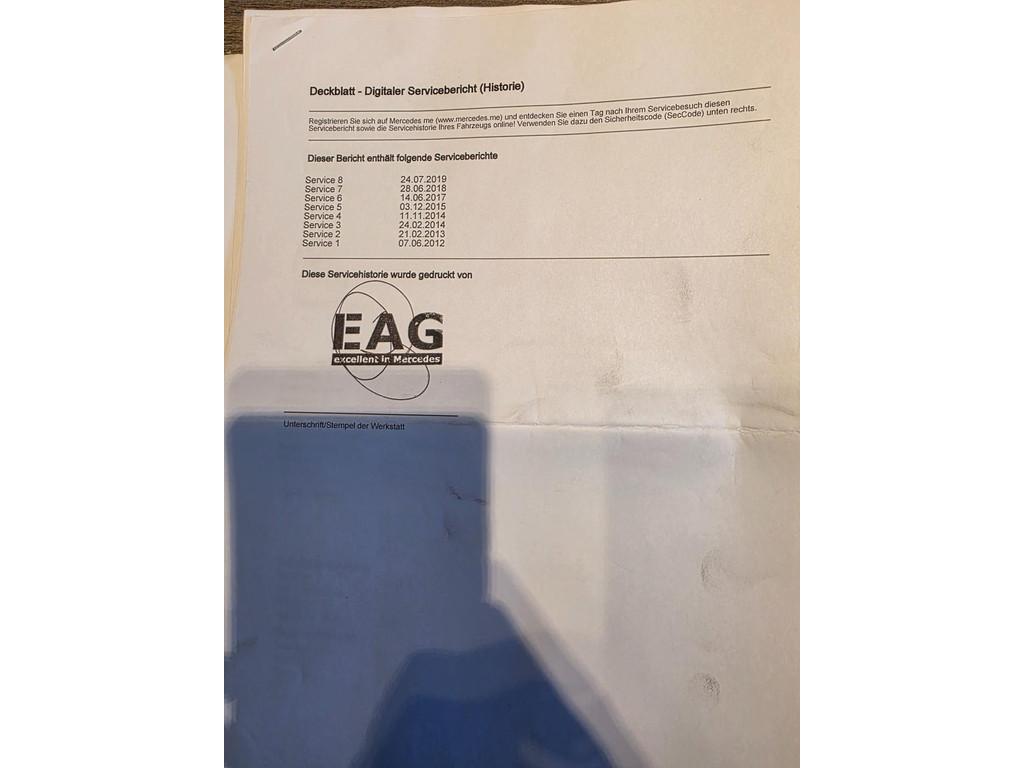 Deckblatt - Digitaler Servicebericht (Historie)
Registrieren Sie sich auf Mercedes me (www.mercedes.me) und entdecken Sie einen Tag nach Ihrem Servicebesuch diesen
Servicebericht sowie die Servicehistorie Ihres Fahrzeugs online! Verwenden Sie dazu den Sicherheitscode (SecCode) unten rechts.
Dieser Bericht enthält folgende Serviceberichte
Service 8 24.07.2019
Service 7 28.06.2018
Service 6 14.06.2017
Service 5 03.12.2015
Service 4 11.11.2014
Service 3 24.02.2014
Service 2 21.02.2013
Service 1 07.06.2012
Diese Servicehistorie wurde gedruckt von
EAG
excellent in Mercedes
Unterschrift/Stempel der Werkstatt